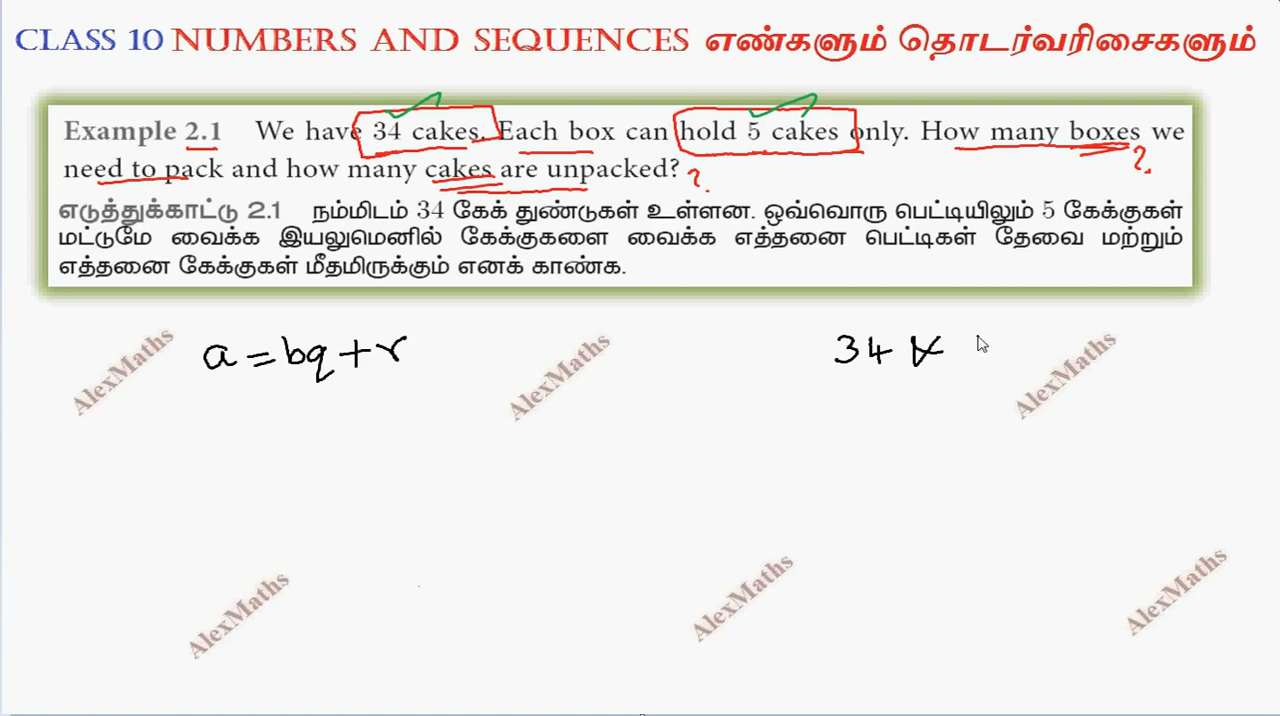 CLASS 10 NUMBERS AND SEQUENCES எண்களும் தொடர்வரிசைகளும்
Example 2.1 We have 34 cakes. Each box can hold 5 cakes only. How many boxes we
need to pack and how many cakes are unpacked? ?
?
எடுத்துக்காட்டு 2.1 நம்மிடம் 34 கேக் துண்டுகள் உள்ளன. ஒவ்வொரு பெட்டியிலும் 5 கேக்குகள்
மட்டுமே வைக்க இயலுமெனில் கேக்குகளை வைக்க எத்தனை பெட்டிகள் தேவை மற்றும்
எத்தனை கேக்குகள் மீதமிருக்கும் எனக் காண்க.
a = bq + r
34
AlexMaths
AlexMaths
AlexMaths
AlexMaths
AlexMaths
AlexMaths